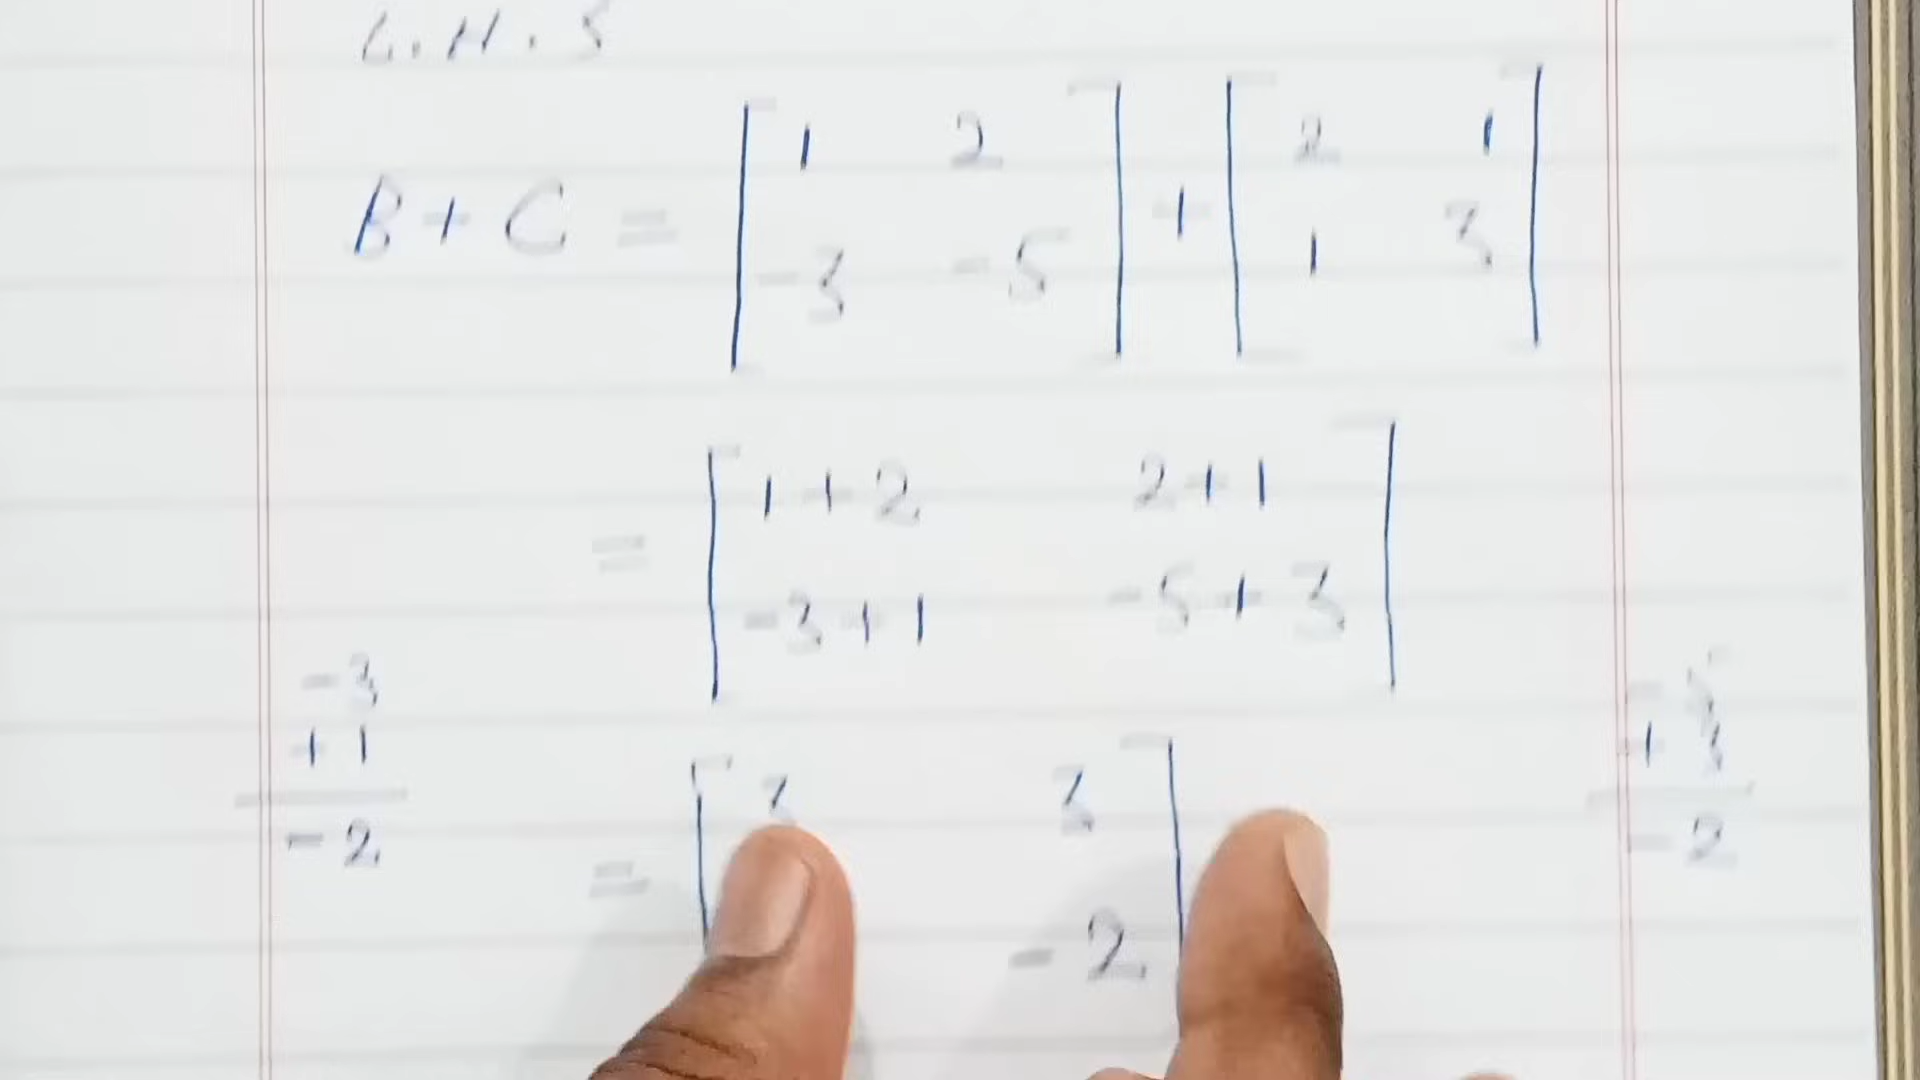 L.H.S
B + C = [ 1 2 ] + [ 2 1 ]
[ -3 -5 ] [ 1 3 ]
= [ 1+2 2+1 ]
[ -3+1 -5+3 ]
-3
+1
-2
= [ 3 3 ]
-2 ]
-5
+3
-2